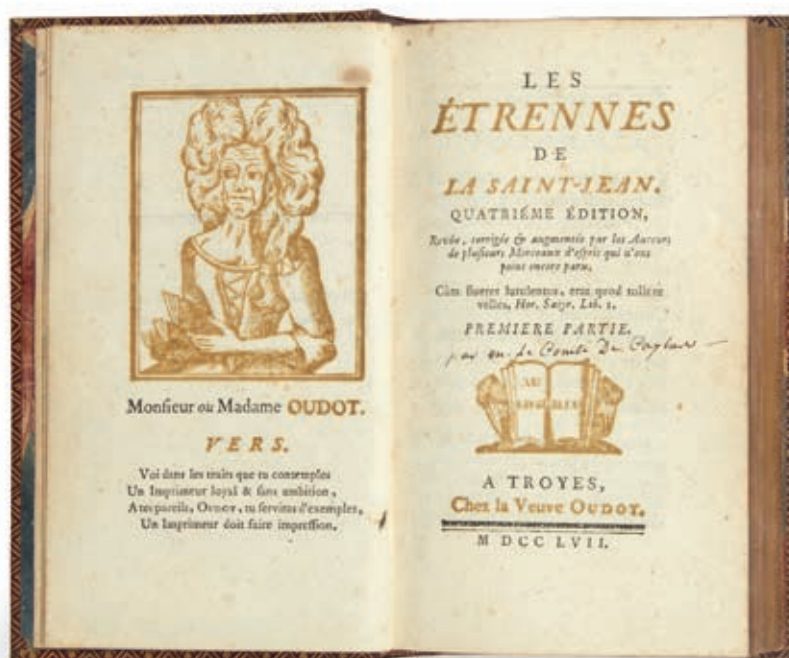 Monsieur ou Madame OUDOT.
VERS.
Voi dans les traits que tu contemples
Un Imprimeur loyal & sans ambition,
A tes pareils, OUDOT, tu serviras d'exemples,
Un Imprimeur doit faire impression.
LES
ÉTRENNES
DE
LA SAINT-JEAN.
QUATRIÉME ÉDITION,
Revûe, corrigée & augmentée par les Auteurs
de plusieurs Morceaux d'esprit qui n'ont
point encore paru.
Cùm flueret lutulentus, erat quod tollere
velles, Hor. Satyr. Lib. 1.
PREMIERE PARTIE.
par M. le Comte De Caylus
AU
LIVRE BLEU
A TROYES,
Chez la Veuve OUDOT.
M DCC LVII.